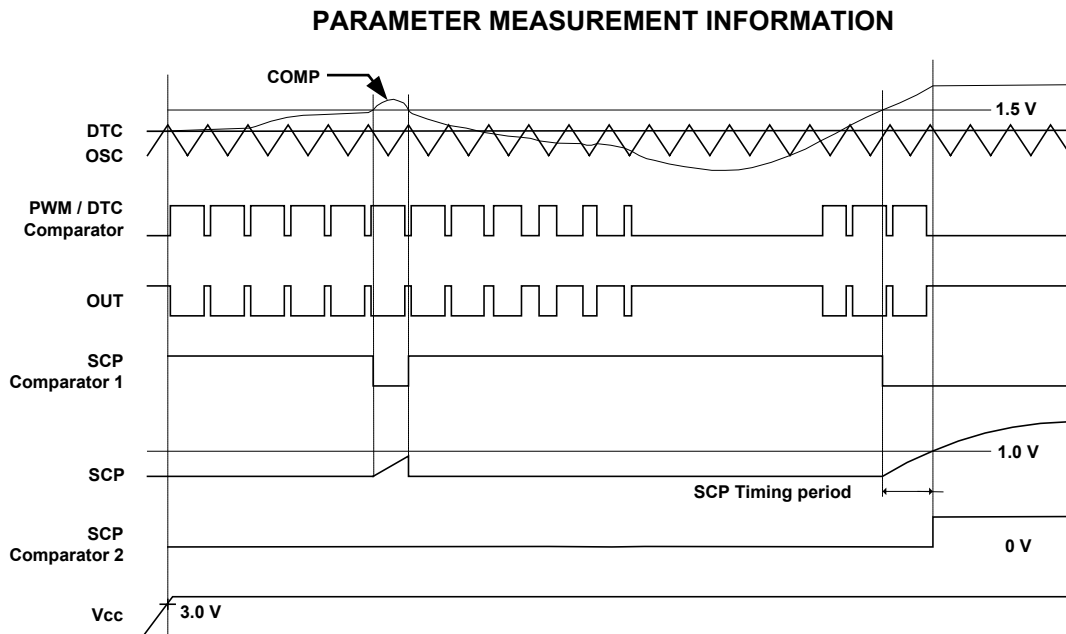 PARAMETER MEASUREMENT INFORMATION
COMP
1.5 V
DTC
OSC
PWM / DTC
Comparator
OUT
SCP
Comparator 1
1.0 V
SCP
SCP Timing period
SCP
Comparator 2
0 V
3.0 V
Vcc